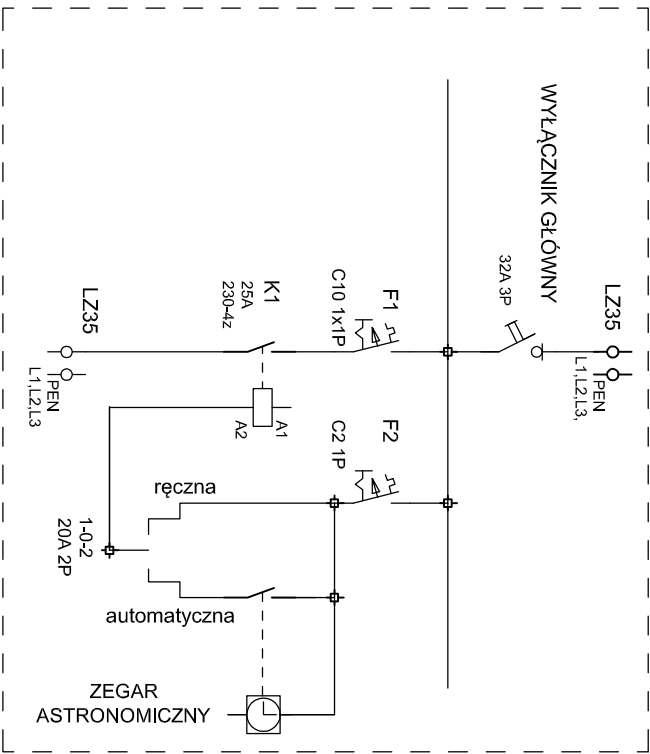 WYŁĄCZNIK GŁÓWNY
32A 3P
LZ35
PEN
L1,L2,L3,
F1
C10 1x1P
K1
25A
230-4z
LZ35
PEN
L1,L2,L3
A1
A2
F2
C2 1P
ręczna
1-0-2
20A 2P
automatyczna
ZEGAR
ASTRONOMICZNY